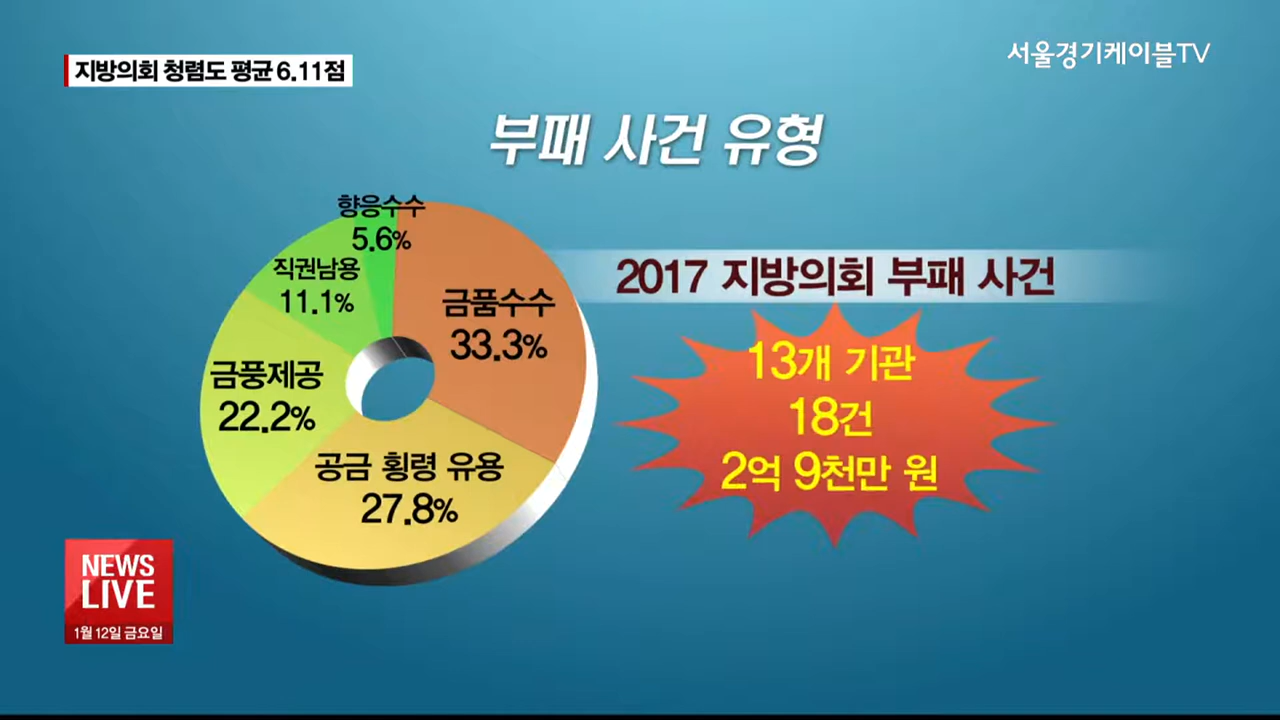 지방의회 청렴도 평균 6.11점
서울경기케이블TV
부패 사건 유형
향응수수
5.6%
직권남용
11.1%
금품수수
33.3%
금풍제공
22.2%
공금 횡령 유용
27.8%
2017 지방의회 부패 사건
13개 기관
18건
2억 9천만 원
NEWS
LIVE
1월 12일 금요일